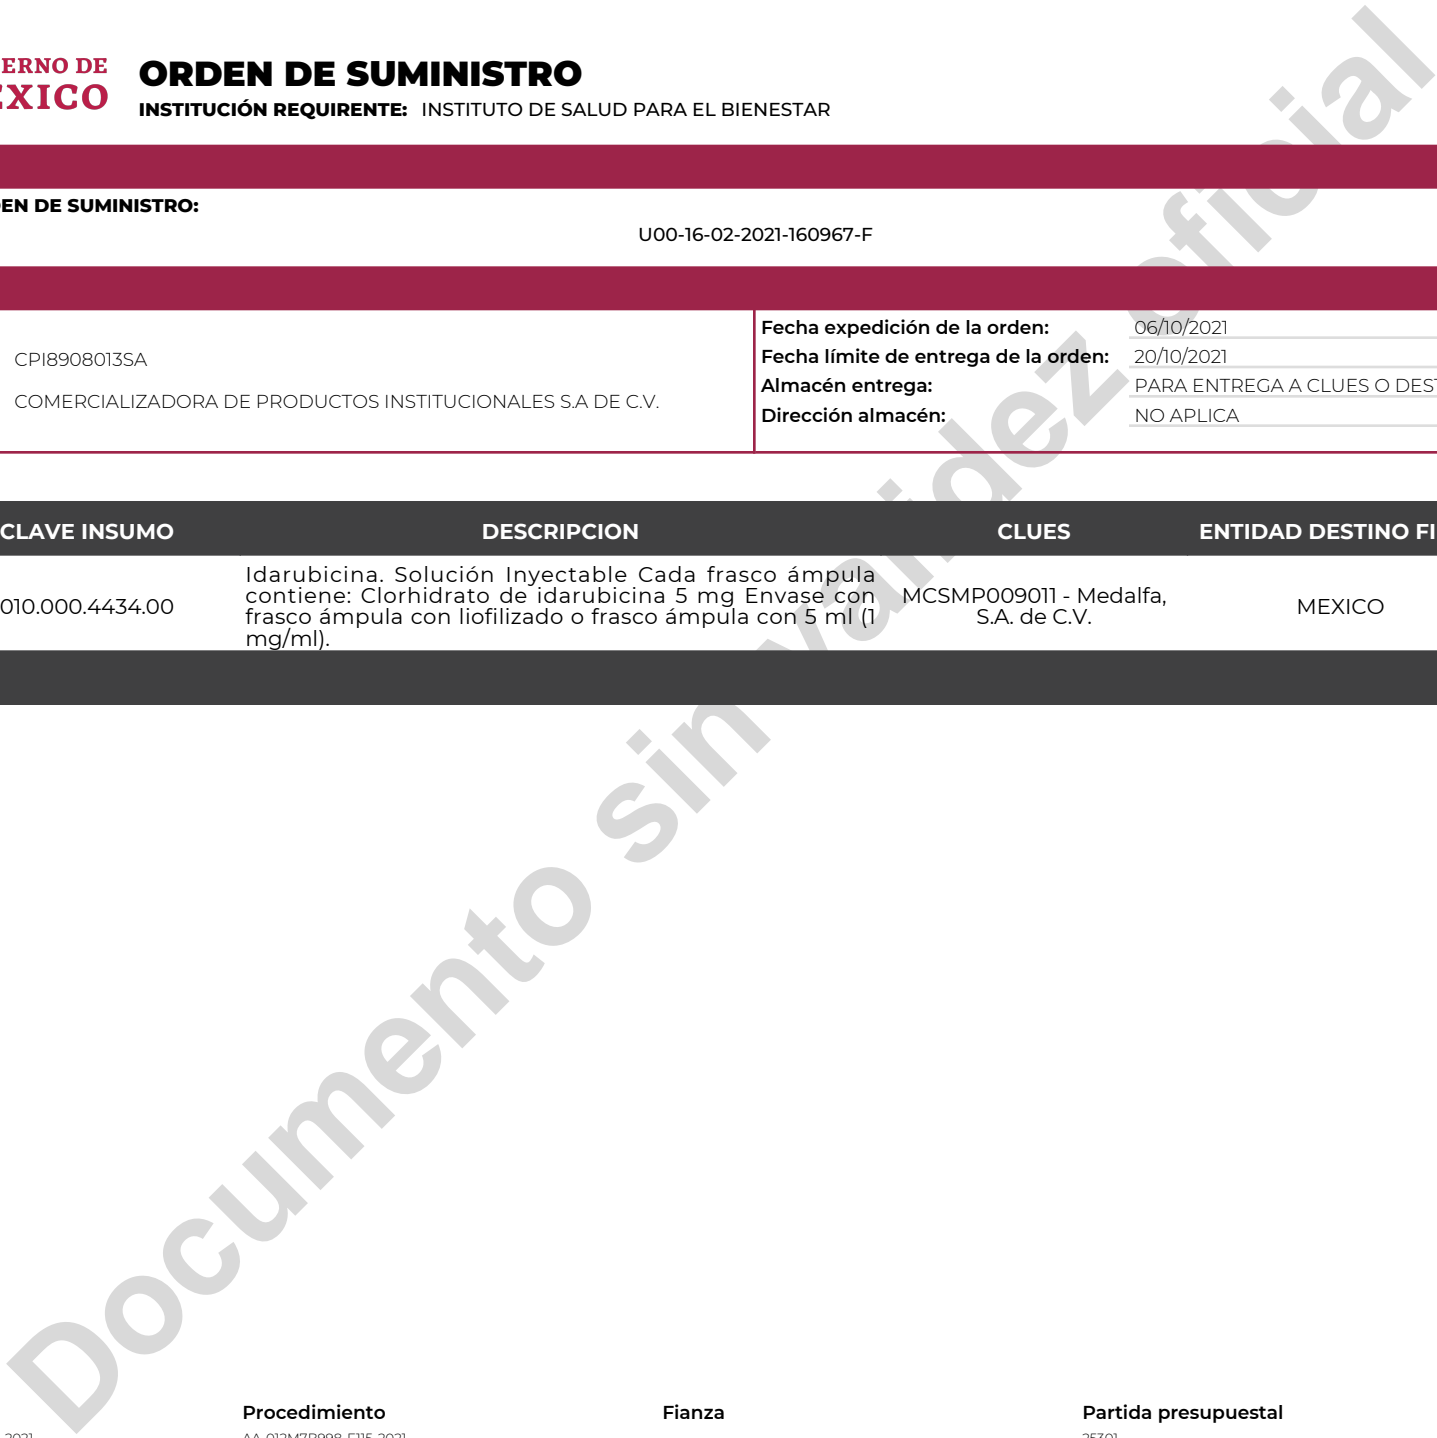 ERNO DE
EXICO
ORDEN DE SUMINISTRO
INSTITUCIÓN REQUIRENTE: INSTITUTO DE SALUD PARA EL BIENESTAR
EN DE SUMINISTRO:
U00-16-02-2021-160967-F
CPI8908013SA
COMERCIALIZADORA DE PRODUCTOS INSTITUCIONALES S.A DE C.V.
Fecha expedición de la orden: 06/10/2021
Fecha límite de entrega de la orden: 20/10/2021
Almacén entrega: PARA ENTREGA A CLUES O DEST
Dirección almacén: NO APLICA
CLAVE INSUMO DESCRIPCION CLUES ENTIDAD DESTINO FI
010.000.4434.00
Idarubicina. Solución Inyectable Cada frasco ámpula
contiene: Clorhidrato de idarubicina 5 mg Envase con
frasco ámpula con liofilizado o frasco ámpula con 5 ml (1
mg/ml).
MCSMP009011 - Medalfa,
S.A. de C.V.
MEXICO
Documento sin validez oficial
Procedimiento Fianza Partida presupuestal